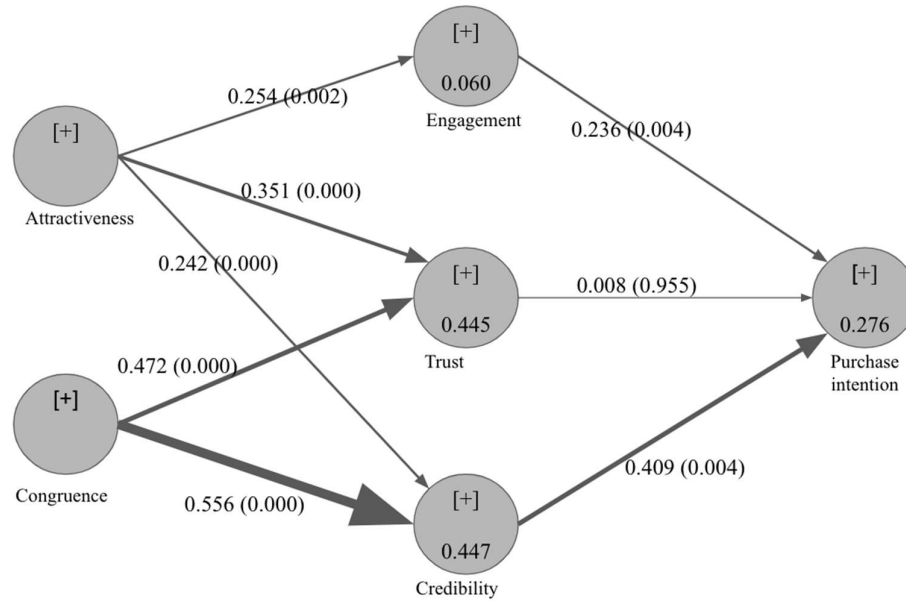 [+]
0.060
Engagement
0.254 (0.002)
0.236 (0.004)
[+]
Attractiveness
0.351 (0.000)
0.242 (0.000)
[+]
0.445
Trust
0.008 (0.955)
[+]
0.276
Purchase
intention
0.472 (0.000)
[+]
Congruence
0.556 (0.000)
0.409 (0.004)
[+]
0.447
Credibility